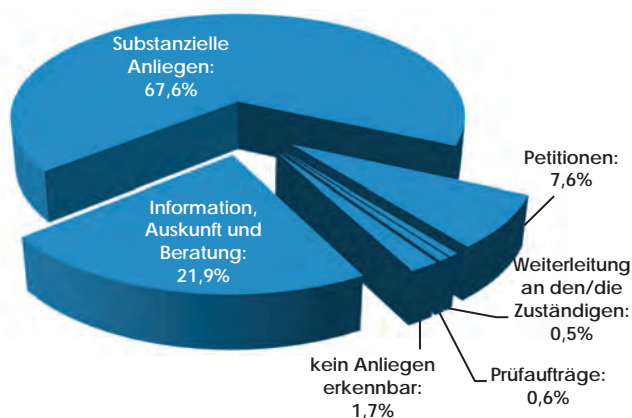 Substanzielle
Anliegen:
67,6%
Petitionen:
7,6%
Information,
Auskunft und
Beratung:
21,9%
Weiterleitung
an den/die
Zuständigen:
0,5%
kein Anliegen
erkennbar:
1,7%
Prüfaufträge:
0,6%